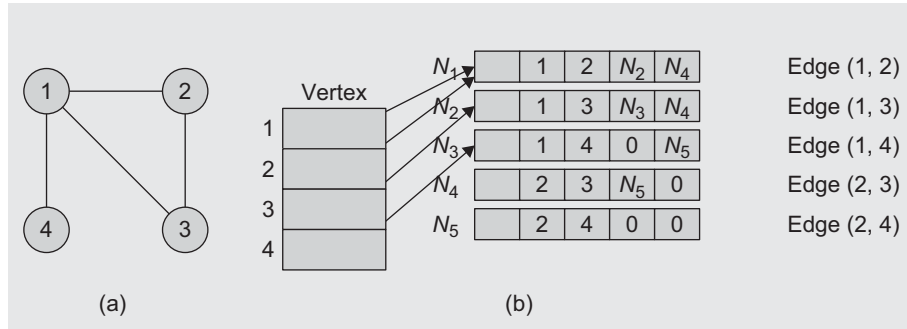 1
2
4
3
(a)
Vertex
1
2
3
4
N1 1 2 N2 N4 Edge (1, 2)
N2 1 3 N3 N4 Edge (1, 3)
N3 1 4 0 N5 Edge (1, 4)
N4 2 3 N5 0 Edge (2, 3)
N5 2 4 0 0 Edge (2, 4)
(b)